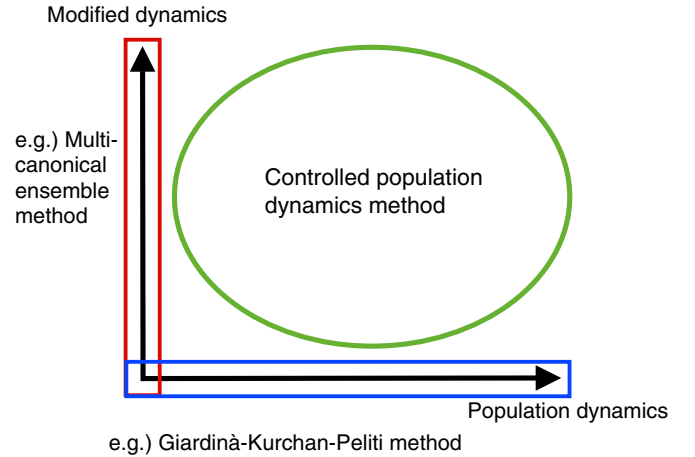 Modified dynamics
e.g.) Multi-
canonical
ensemble
method
Controlled population
dynamics method
Population dynamics
e.g.) Giardinà-Kurchan-Peliti method